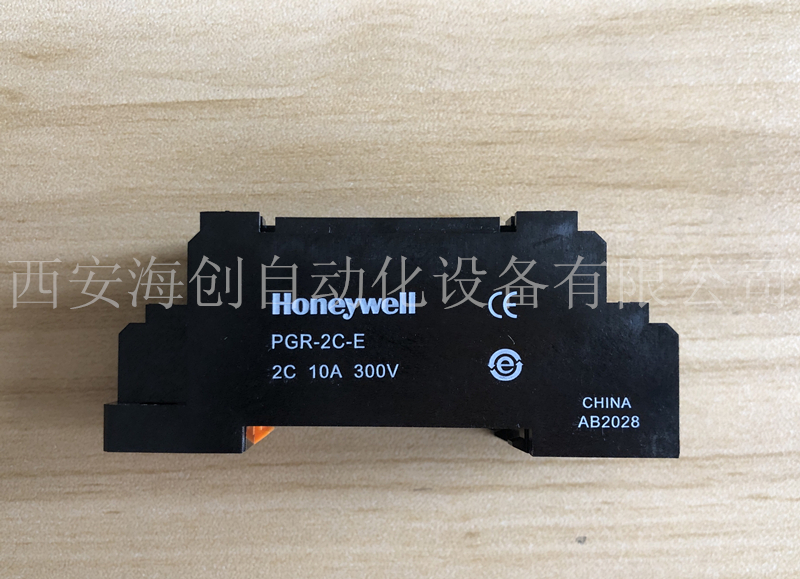 西安海创自动化设备有限公司
Honeywell
CE
PGR-2C-E
2C 10A 300V
e
CHINA
AB2028